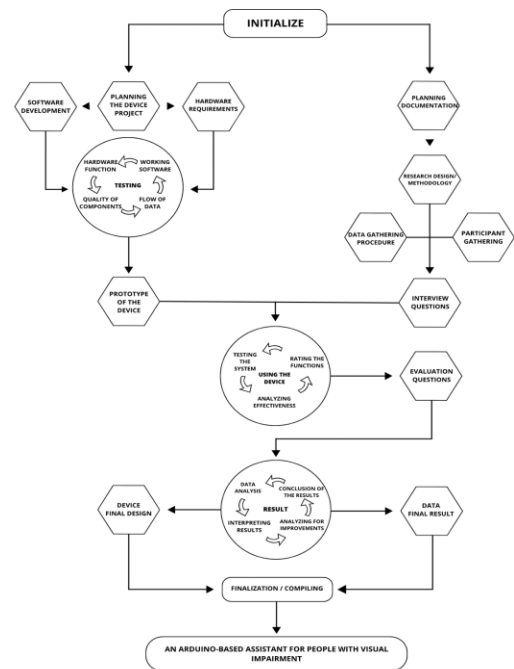 INITIALIZE
SOFTWARE
DEVELOPMENT
PLANNING
THE DEVICE
PROJECT
HARDWARE
REQUIREMENTS
PLANNING
DOCUMENTATION
HARDWARE
FUNCTION
WORKING
SOFTWARE
TESTING
QUALITY OF
COMPONENTS
FLOW OF
DATA
RESEARCH DESIGN/
METHODOLOGY
DATA GATHERING
PROCEDURE
PARTICIPANT
GATHERING
PROTOTYPE
OF THE
DEVICE
INTERVIEW
QUESTIONS
TESTING
THE
SYSTEM
RATING THE
FUNCTIONS
USING THE
DEVICE
ANALYZING
EFFECTIVENESS
EVALUATION
QUESTIONS
DATA
ANALYSIS
CONCLUSION OF
THE RESULTS
RESULT
INTERPRETING
RESULTS
ANALYZING FOR
IMPROVEMENTS
DEVICE
FINAL DESIGN
DATA
FINAL RESULT
FINALIZATION / COMPILING
AN ARDUINO-BASED ASSISTANT FOR PEOPLE WITH VISUAL
IMPAIRMENT